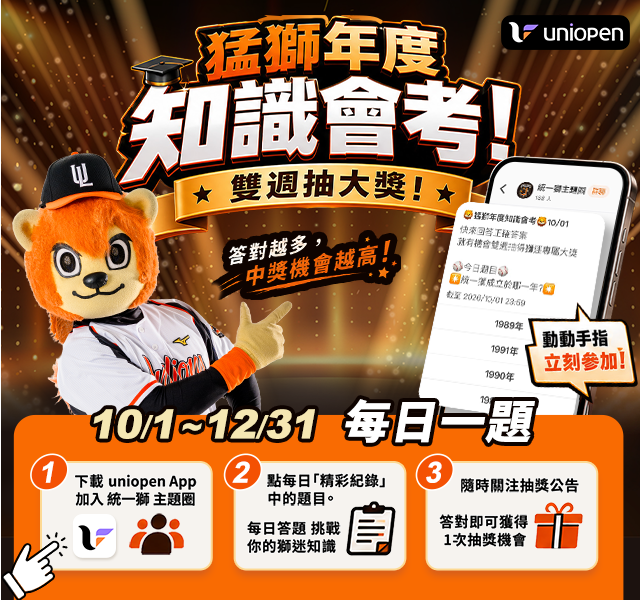 uniopen
猛獅年度
知識會考!
★ 雙週抽大獎! ★
答對越多,
中獎機會越高!
UL
Unilions
統一獅主題圈
188 人
🦁猛獅年度知識會考🦁10/01
快來回答正確答案
就有機會雙週抽得獅迷專屬大獎
⚾今日題目⚾
▶統一獅成立於哪一年?◀
截至 2026/10/01 23:59
1989年
1991年
1990年
動動手指
立刻參加!
10/1~12/31 每日一題
1
下載 uniopen App
加入 統一獅 主題圈
2
點每日「精彩紀錄」
中的題目。
每日答題 挑戰
你的獅迷知識
3
隨時關注抽獎公告
答對即可獲得
1次抽獎機會